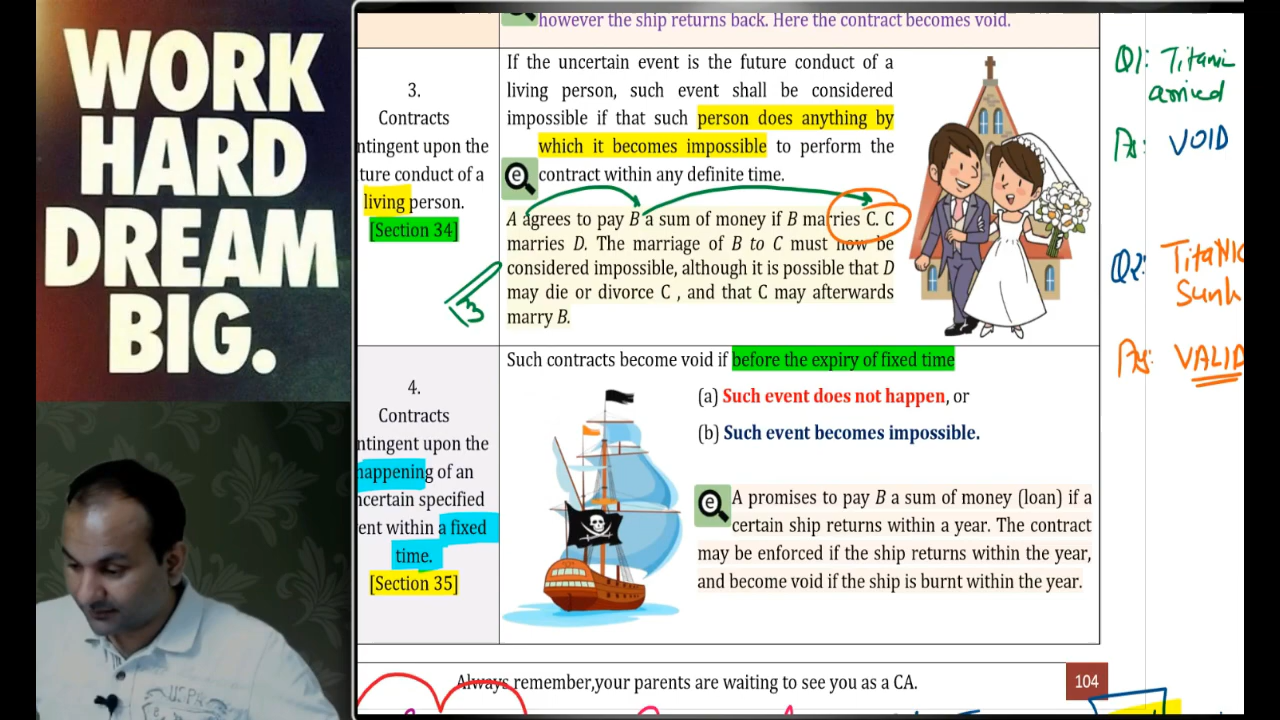 WORK
HARD
DREAM
BIG.
however the ship returns back. Here the contract becomes void.
3.
Contracts
ntingent upon the
ture conduct of a
living person.
[Section 34]
If the uncertain event is the future conduct of a
living person, such event shall be considered
impossible if that such person does anything by
which it becomes impossible to perform the
e contract within any definite time.
A agrees to pay B a sum of money if B marries C. C
marries D. The marriage of B to C must now be
considered impossible, although it is possible that D
may die or divorce C , and that C may afterwards
marry B.
Q1: Titanic
arrived
As: VOID
Q2: TITANIC
Sunk
As: VALID
4.
Contracts
ntingent upon the
happening of an
ncertain specified
ent within a fixed
time.
[Section 35]
Such contracts become void if before the expiry of fixed time
(a) Such event does not happen, or
(b) Such event becomes impossible.
e A promises to pay B a sum of money (loan) if a
certain ship returns within a year. The contract
may be enforced if the ship returns within the year,
and become void if the ship is burnt within the year.
Always remember,your parents are waiting to see you as a CA.
104